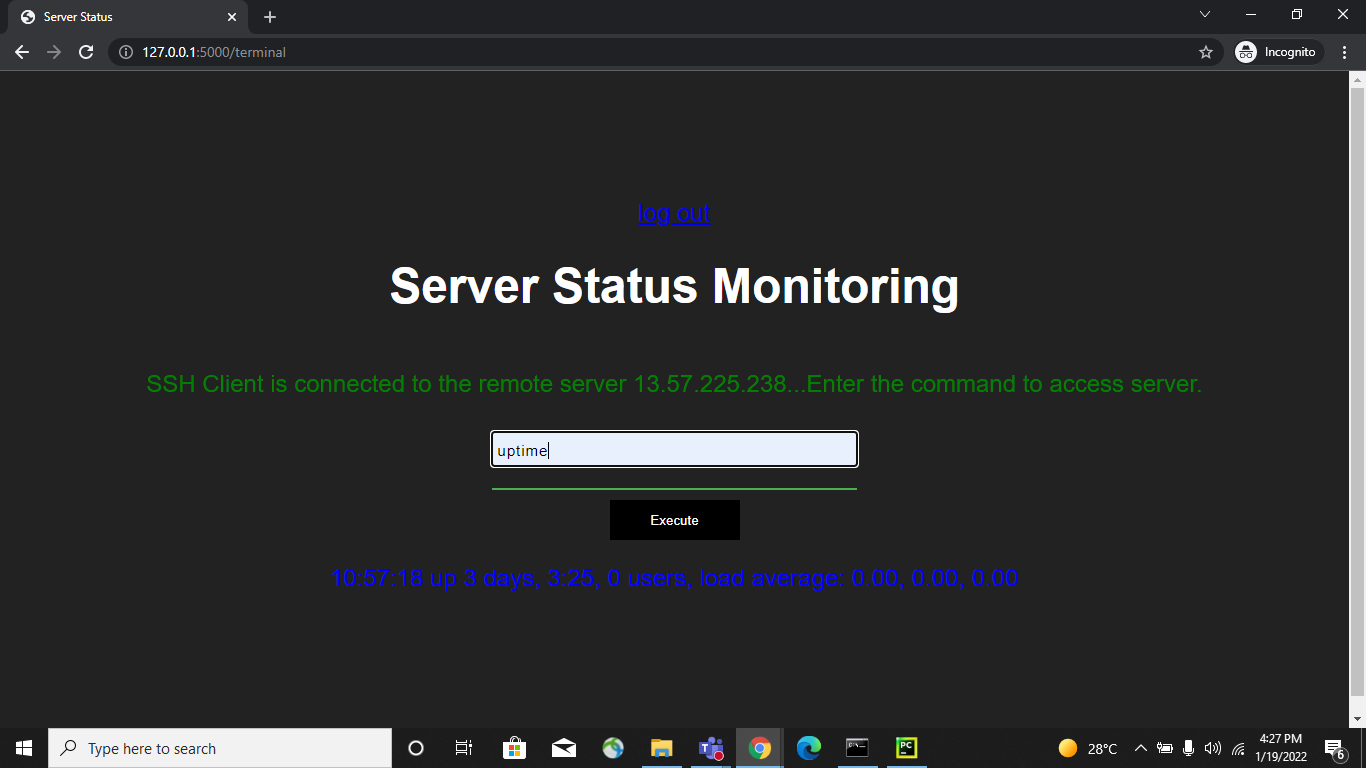 Server Status
127.0.0.1:5000/terminal
Incognito
log out
Server Status Monitoring
SSH Client is connected to the remote server 13.57.225.238...Enter the command to access server.
uptime
Execute
10:57:18 up 3 days, 3:25, 0 users, load average: 0.00, 0.00, 0.00
Type here to search
PC
28°C
4:27 PM
1/19/2022
6